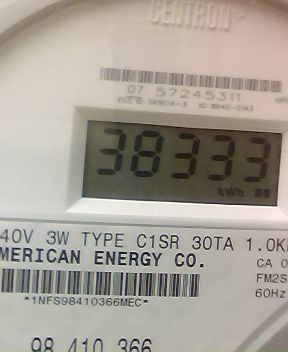 CENTRON
07 57245311
38333
kWh
40V 3W TYPE C1SR 30TA 1.0K
MERICAN ENERGY CO.
CA 0
FM2S
60Hz
*1NFS98410366MEC*
98 410 366